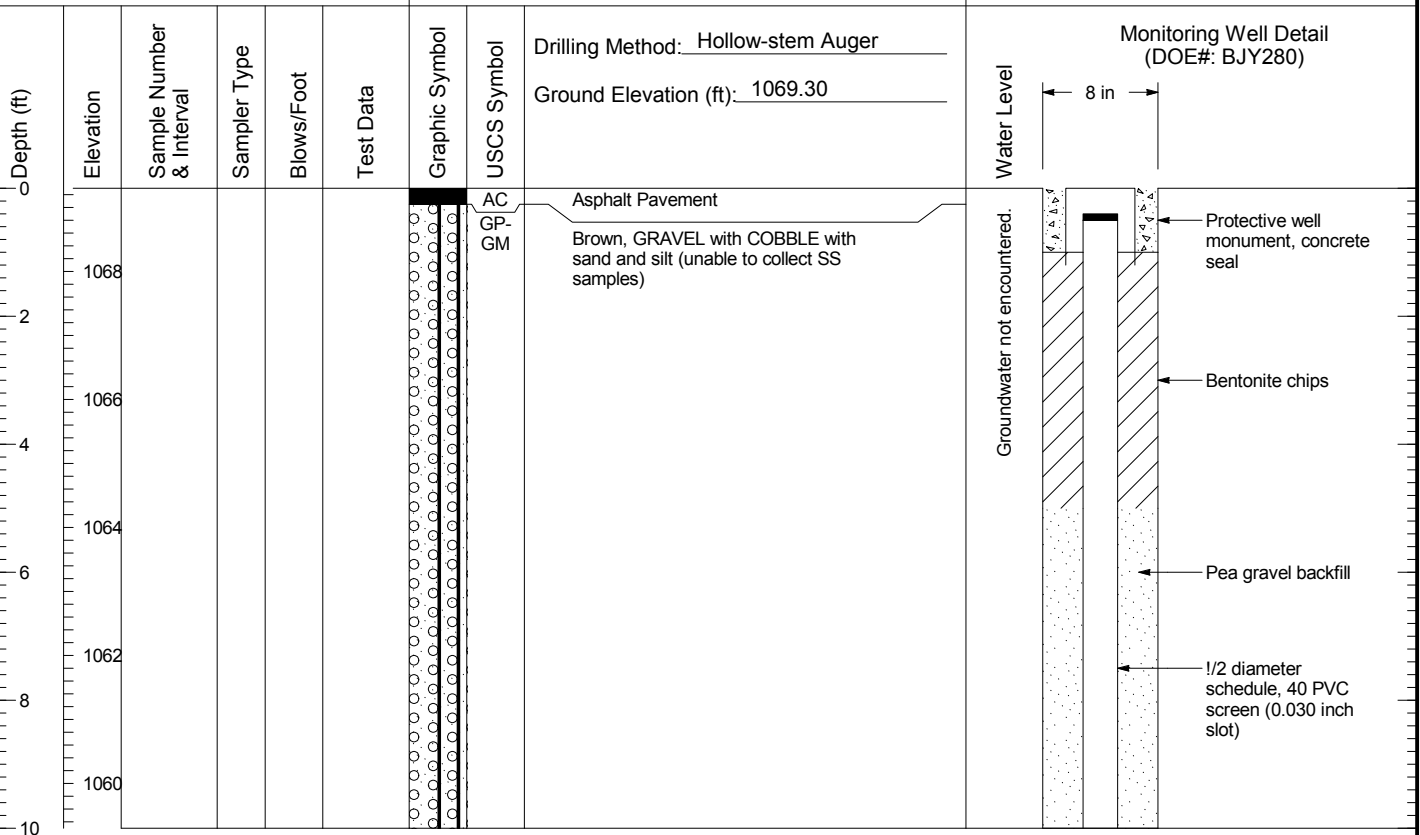 Depth (ft)
Elevation
Sample Number
& Interval
Sampler Type
Blows/Foot
Test Data
Graphic Symbol
USCS Symbol
Drilling Method: Hollow-stem Auger
Ground Elevation (ft): 1069.30
Water Level
Monitoring Well Detail
(DOE#: BJY280)
8 in
0
2
4
6
8
10
1068
1066
1064
1062
1060
AC
GP-
GM
Asphalt Pavement
Brown, GRAVEL with COBBLE with
sand and silt (unable to collect SS
samples)
Groundwater not encountered.
Protective well
monument, concrete
seal
Bentonite chips
Pea gravel backfill
!/2 diameter
schedule, 40 PVC
screen (0.030 inch
slot)